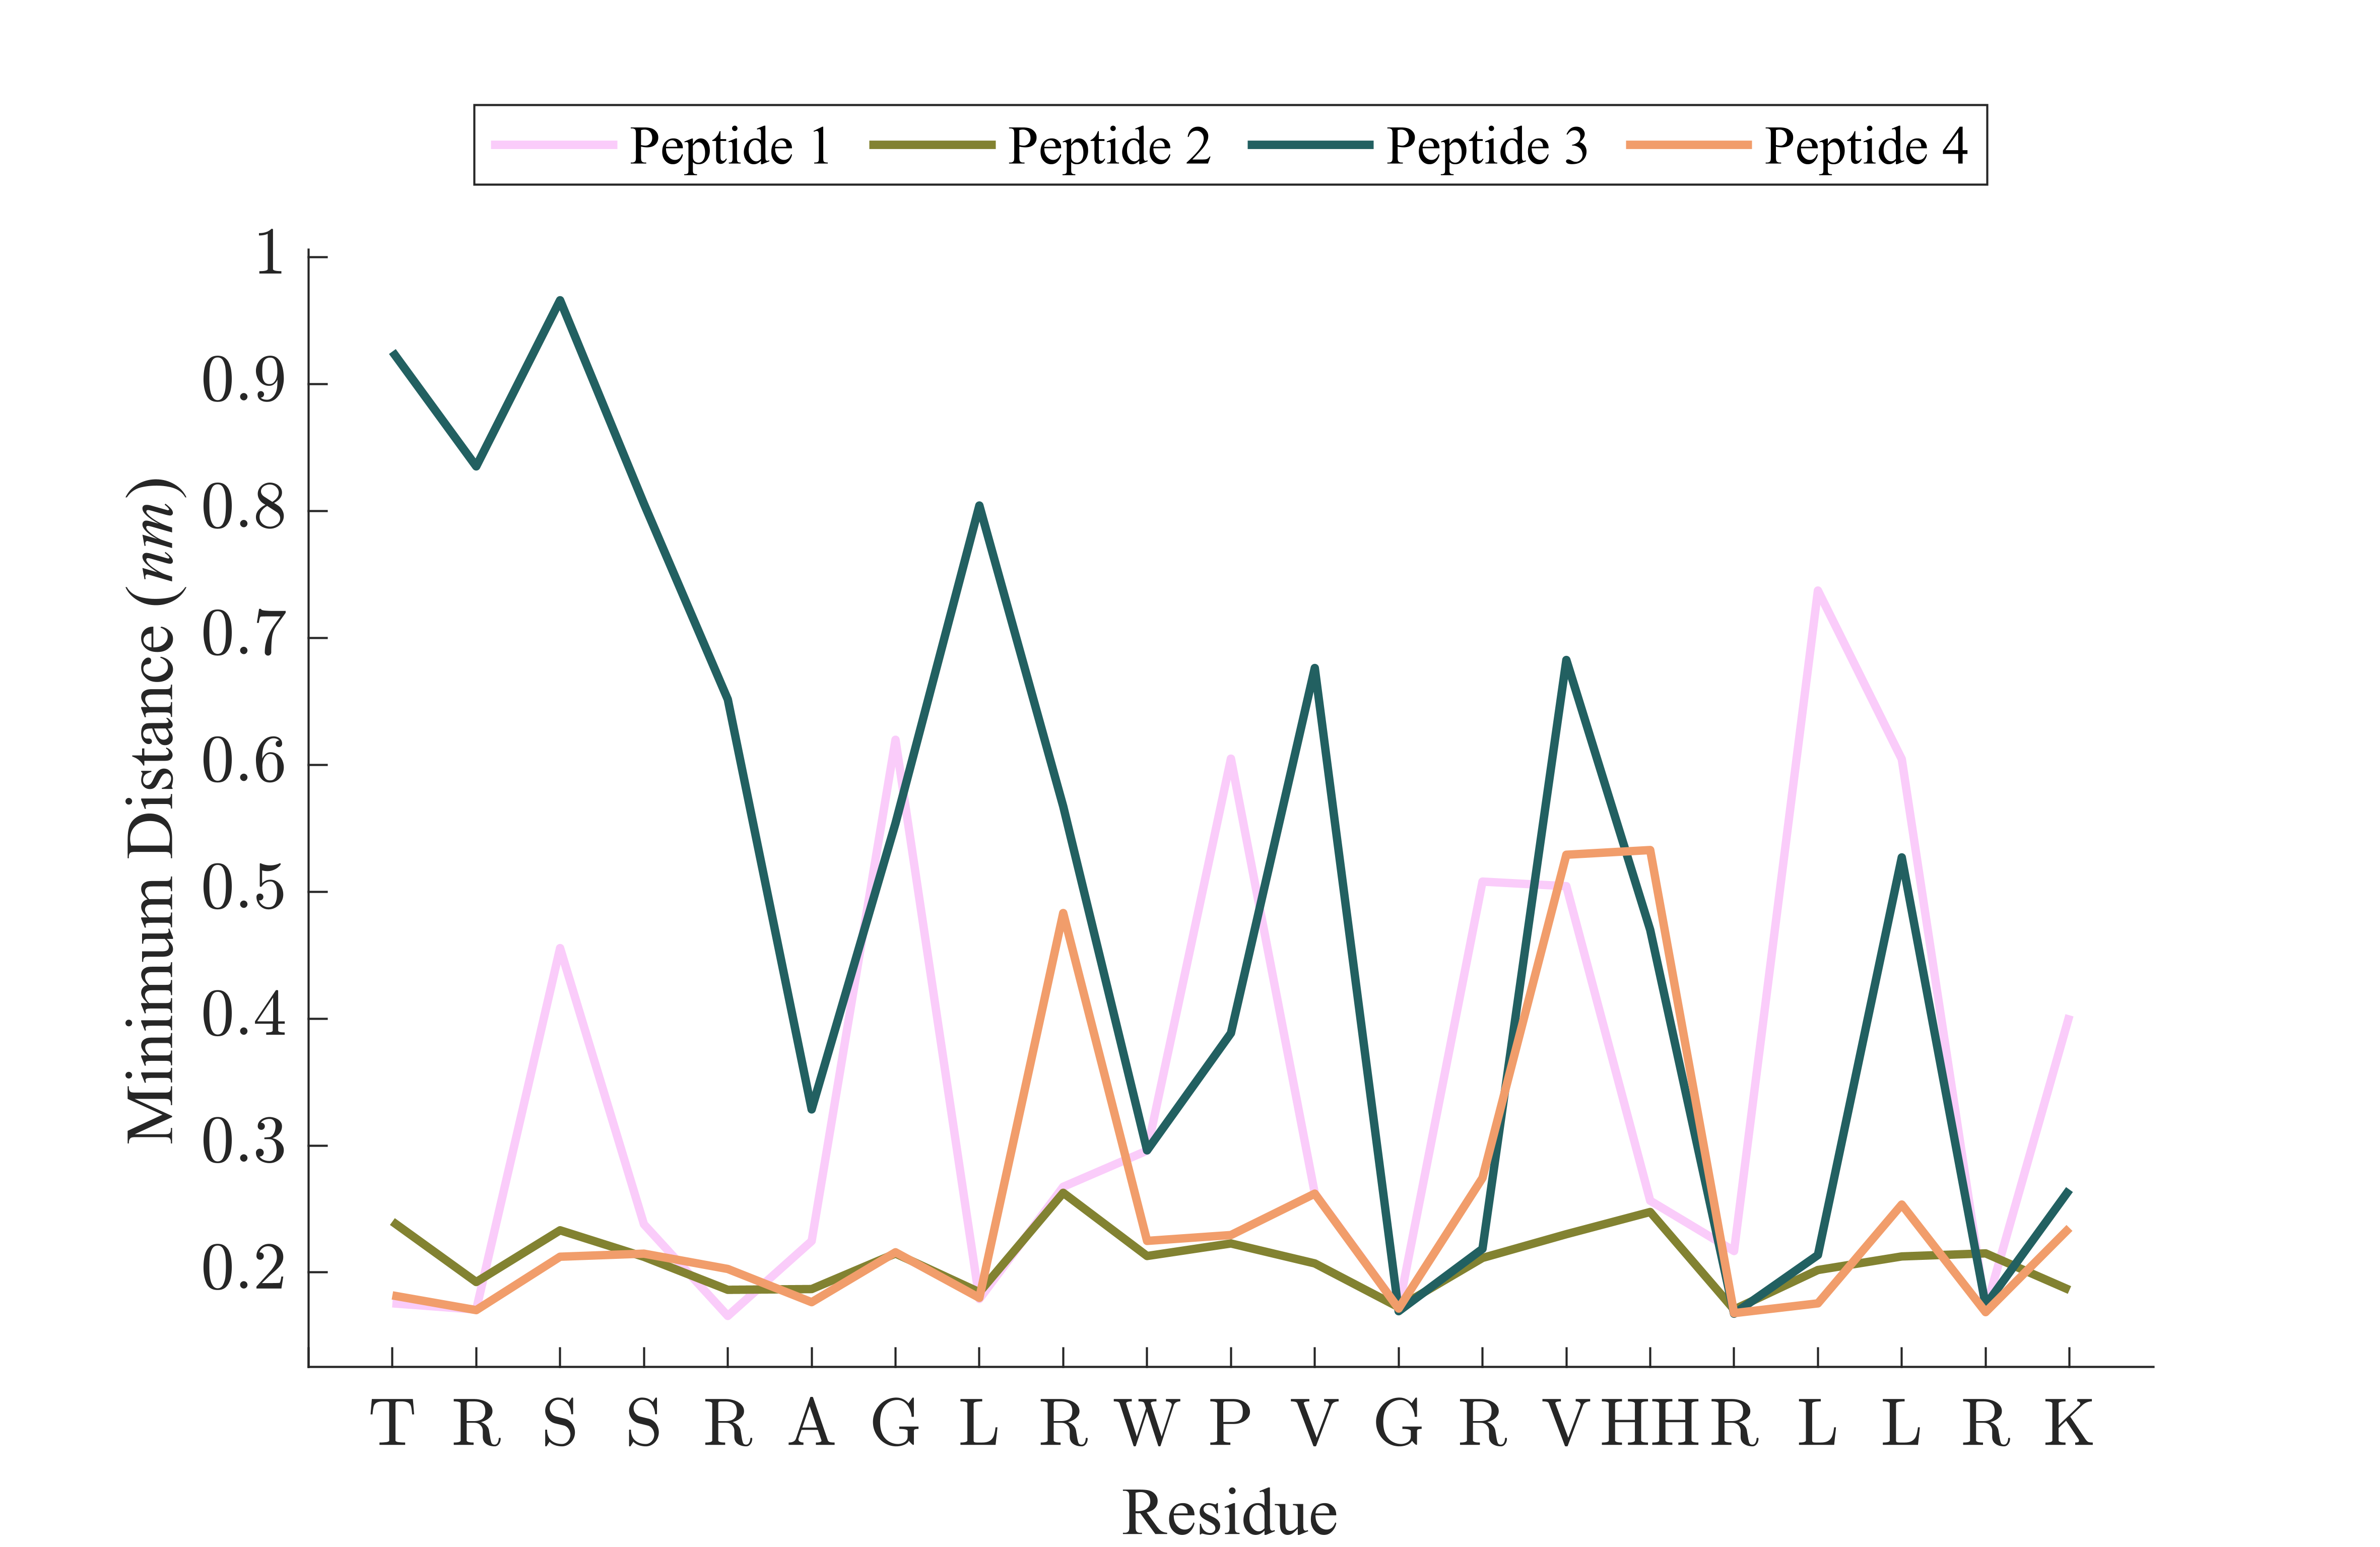 Peptide 1 Peptide 2 Peptide 3 Peptide 4
1
0.9
0.8
0.7
0.6
0.5
0.4
0.3
0.2
Minimum Distance (nm)
T R S S R A G L R W P V G R V HH R L L R K
Residue